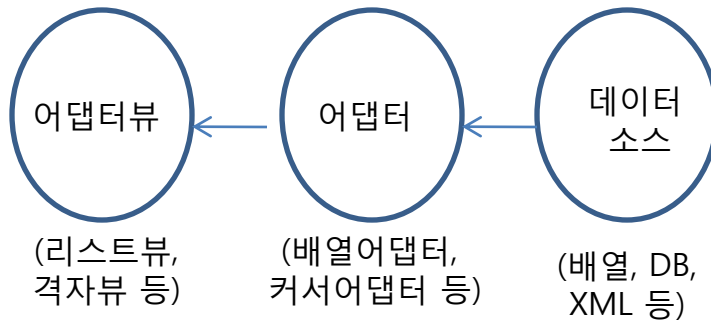 어댑터뷰
어댑터
데이터
소스
(리스트뷰,
격자뷰 등)
(배열어댑터,
커서어댑터 등)
(배열, DB,
XML 등)